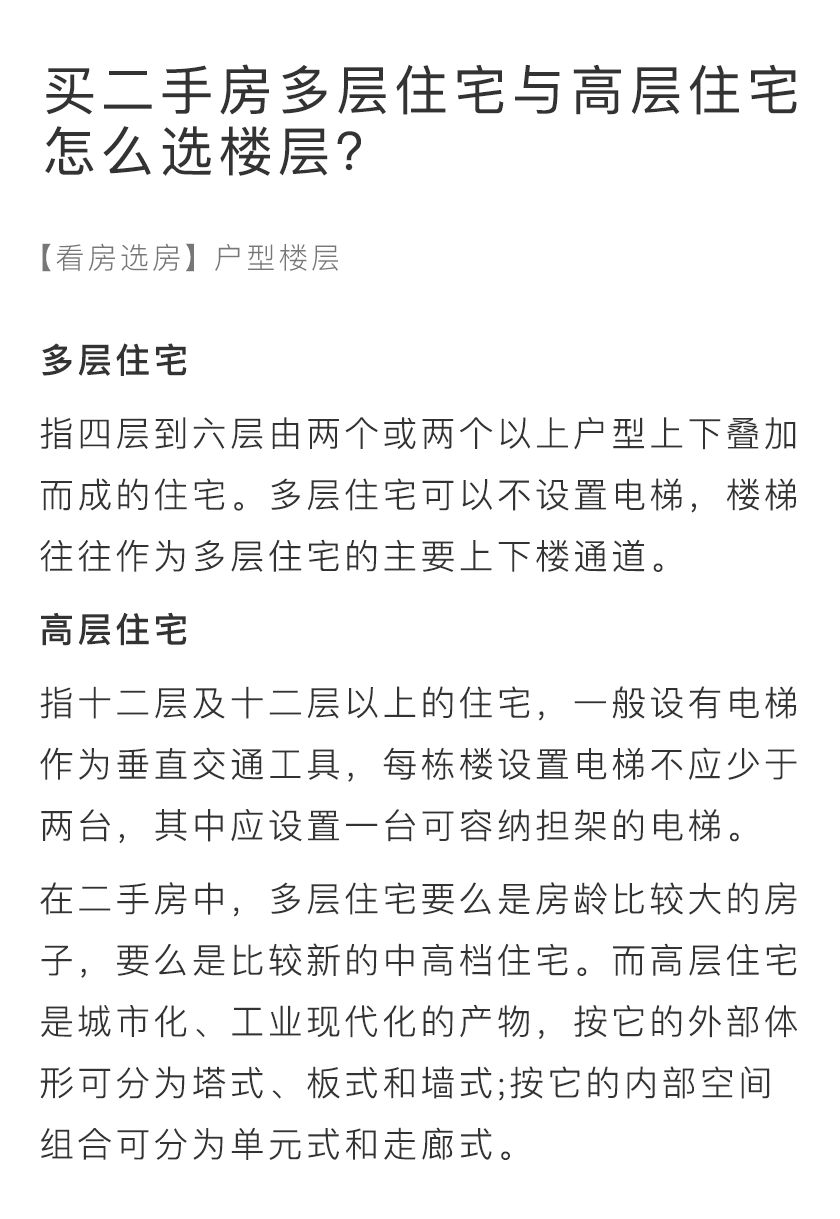 买二手房多层住宅与高层住宅
怎么选楼层?
【看房选房】户型楼层
多层住宅
指四层到六层由两个或两个以上户型上下叠加
而成的住宅。多层住宅可以不设置电梯，楼梯
往往作为多层住宅的主要上下楼通道。
高层住宅
指十二层及十二层以上的住宅，一般设有电梯
作为垂直交通工具，每栋楼设置电梯不应少于
两台，其中应设置一台可容纳担架的电梯。
在二手房中，多层住宅要么是房龄比较大的房
子，要么是比较新的中高档住宅。而高层住宅
是城市化、工业现代化的产物，按它的外部体
形可分为塔式、板式和墙式;按它的内部空间
组合可分为单元式和走廊式。